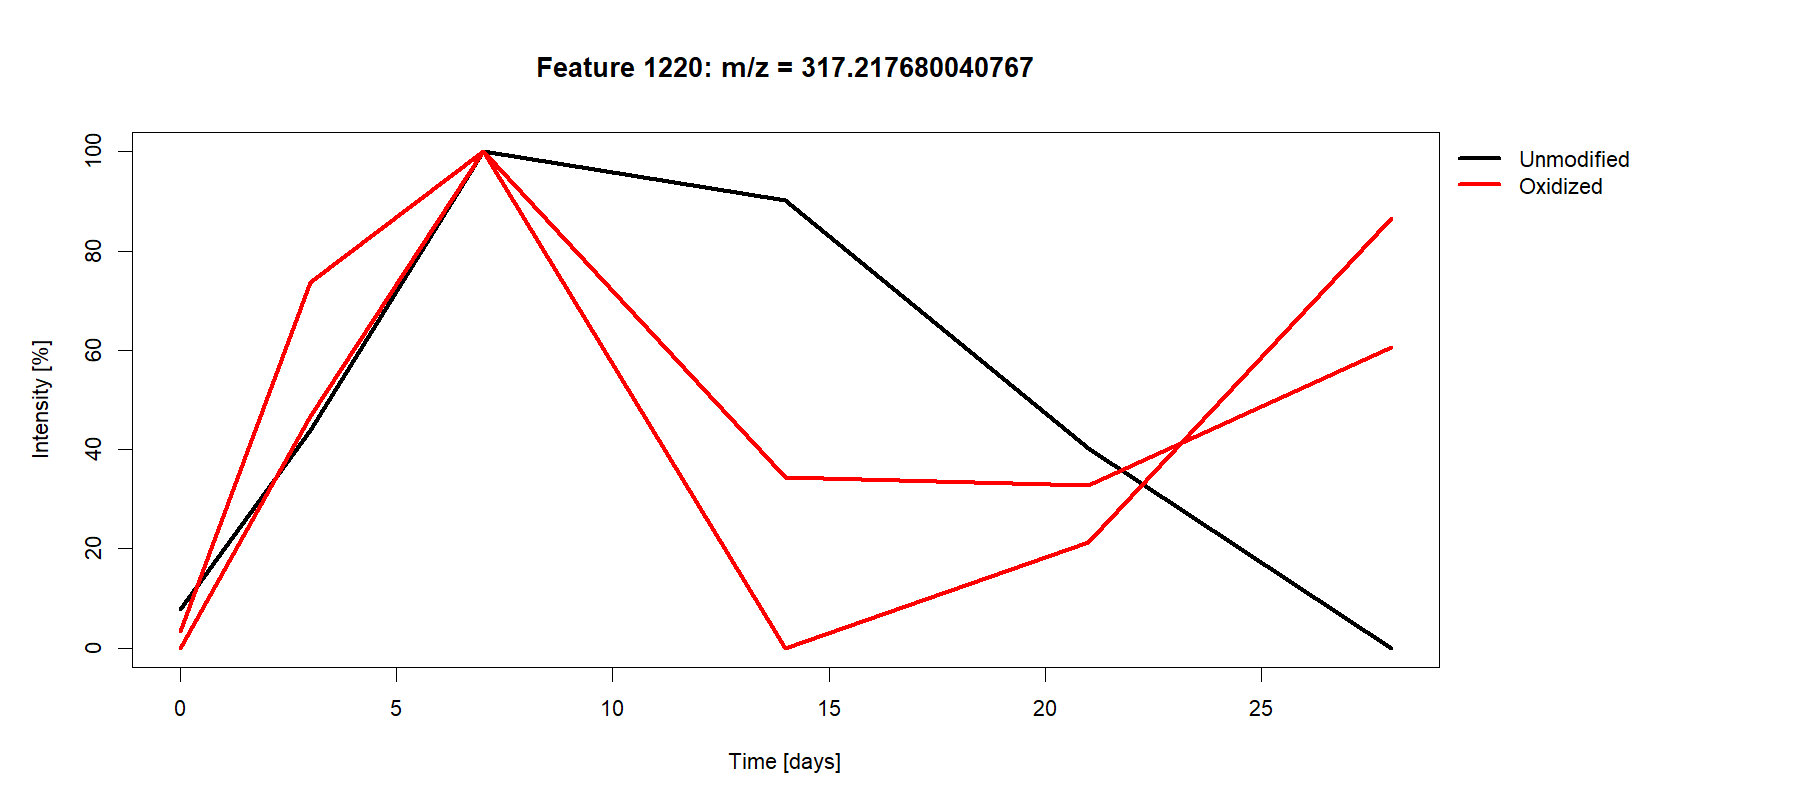 Feature 1220: m/z = 317.217680040767
Unmodified
Oxidized
Intensity [%]
100
80
60
40
20
0
0 5 10 15 20 25
Time [days]